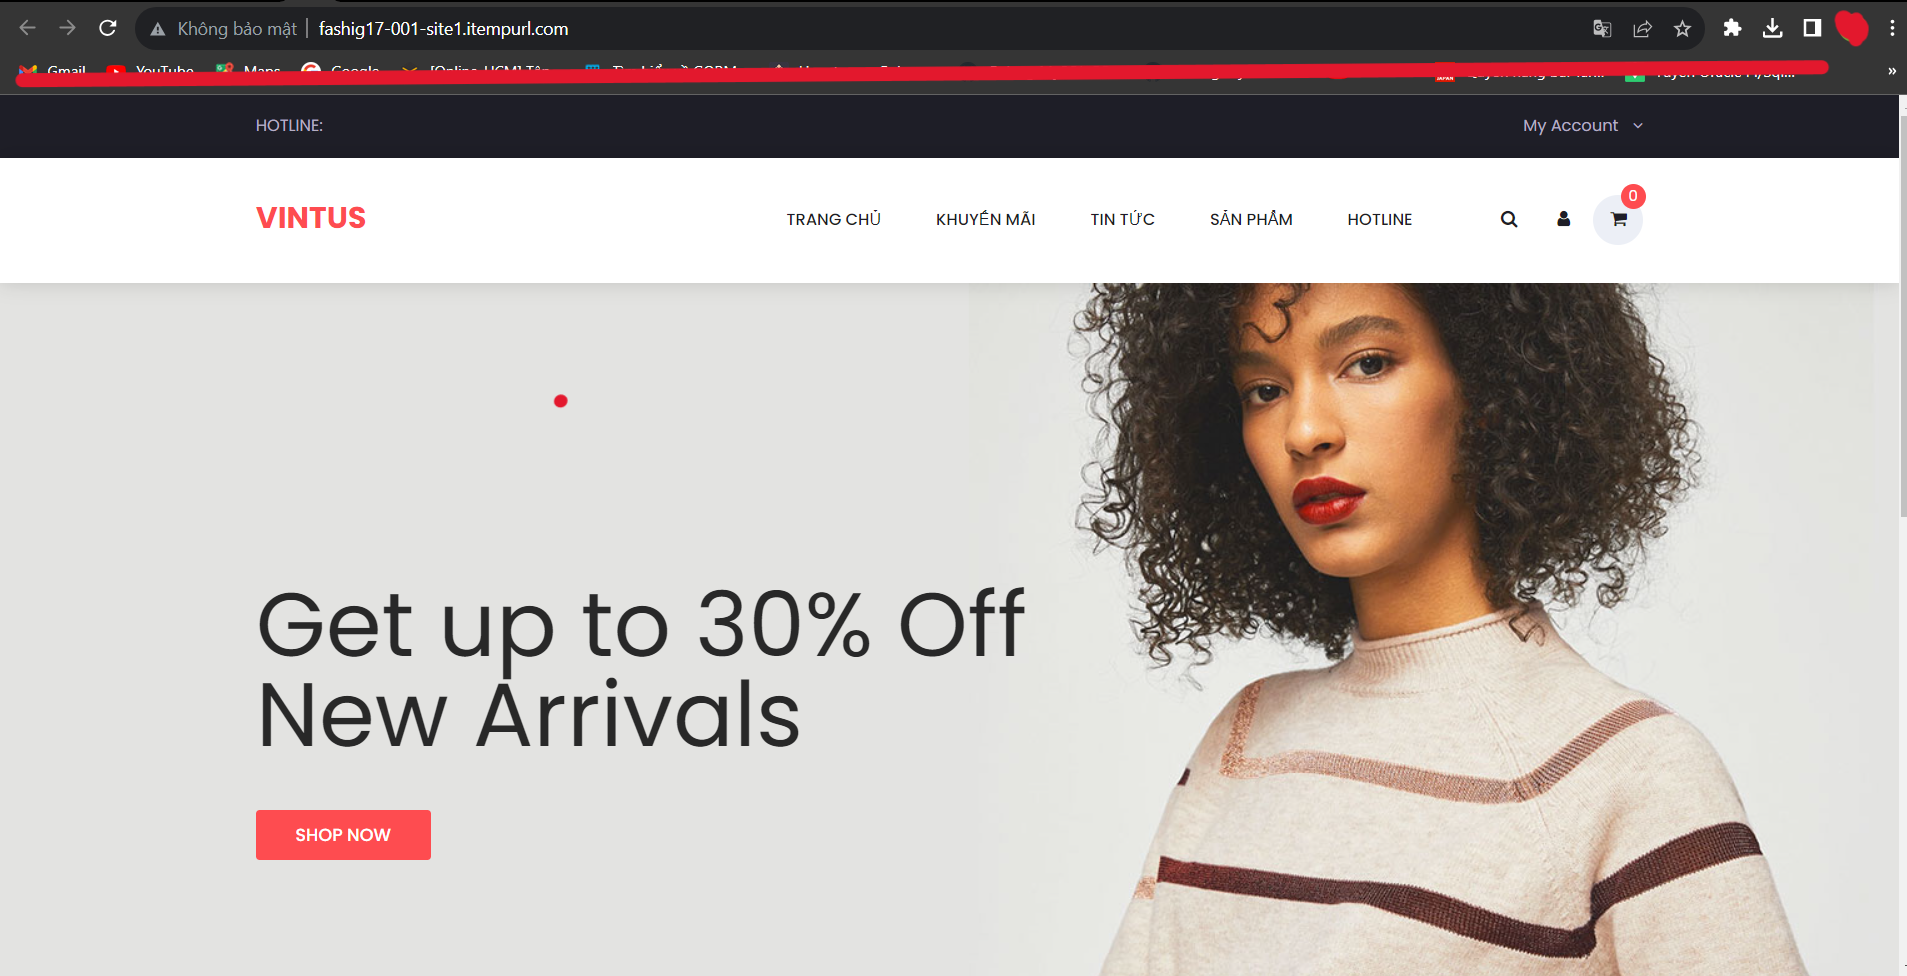 Không bảo mật | fashig17-001-site1.itempurl.com
Gmail YouTube Maps Google
HOTLINE:
My Account
VINTUS
TRANG CHỦ KHUYẾN MÃI TIN TỨC SẢN PHẨM HOTLINE
0
Get up to 30% Off
New Arrivals
SHOP NOW